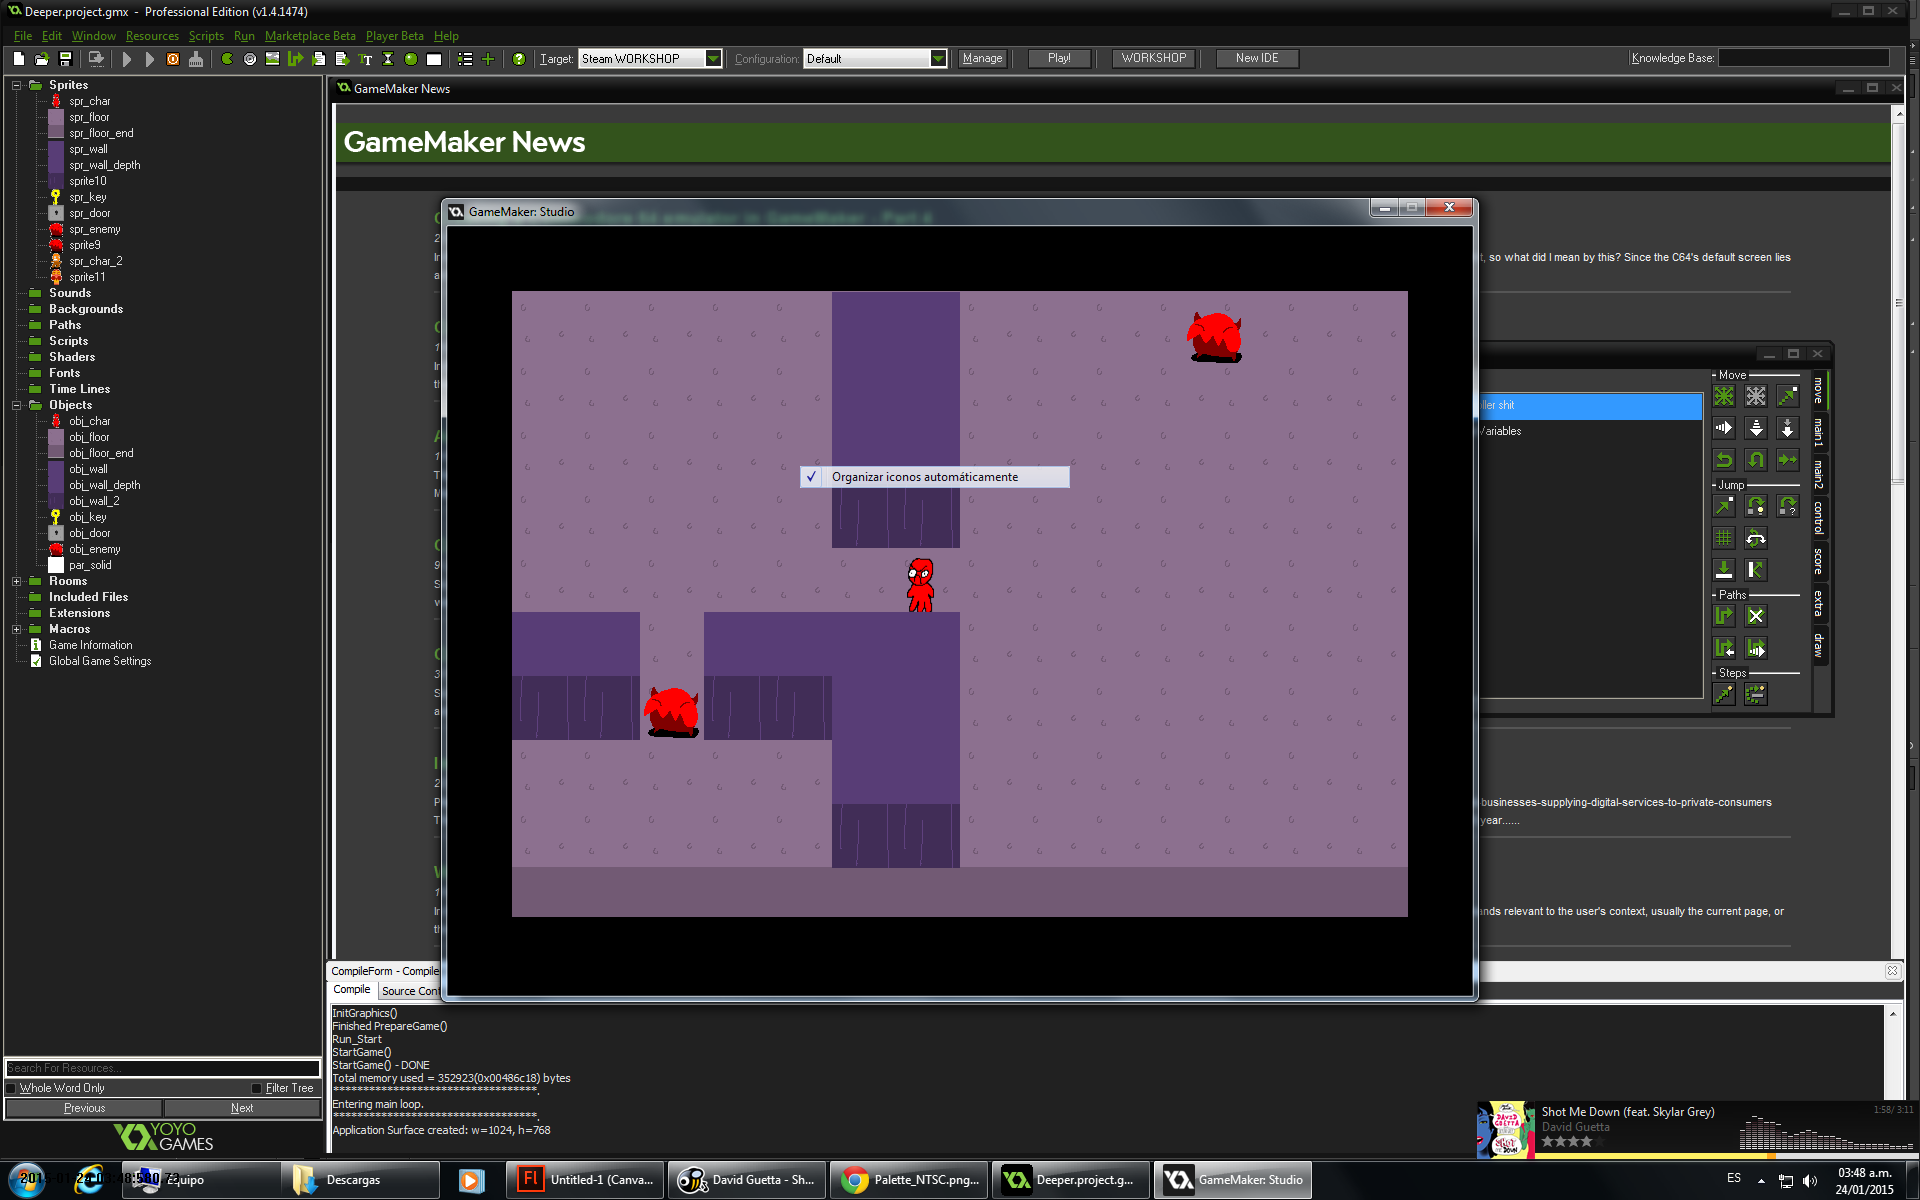 Deeper.project.gmx - Professional Edition (v1.4.1474)
File Edit Window Resources Scripts Run Marketplace Beta Player Beta Help
Target: Steam WORKSHOP Configuration: Default Manage Play! WORKSHOP New IDE Knowledge Base:
Sprites
spr_char
spr_floor
spr_floor_end
spr_wall
spr_wall_depth
sprite10
spr_key
spr_door
spr_enemy
sprite9
spr_char_2
sprite11
Sounds
Backgrounds
Paths
Scripts
Shaders
Fonts
Time Lines
Objects
obj_char
obj_floor
obj_floor_end
obj_wall
obj_wall_depth
obj_wall_2
obj_key
obj_door
obj_enemy
par_solid
Rooms
Included Files
Extensions
Macros
Game Information
Global Game Settings
Search For Resources...
Whole Word Only Filter Tree
Previous Next
YOYO GAMES
GameMaker News
GameMaker News
GameMaker: Studio
, so what did I mean by this? Since the C64's default screen lies
Organizar iconos automáticamente
ller shit
Variables
Move
Jump
Paths
Steps
move
main1
main2
control
score
extra
draw
businesses-supplying-digital-services-to-private-consumers
year......
ands relevant to the user's context, usually the current page, or
CompileForm - Compile
Compile Source Cont
InitGraphics()
Finished PrepareGame()
Run_Start
StartGame()
StartGame() - DONE
Total memory used = 352923(0x00486c18) bytes
***********************************.
Entering main loop.
***********************************.
Application Surface created: w=1024, h=768
Shot Me Down (feat. Skylar Grey)
David Guetta
1:58/ 3:11
Equipo
Descargas
Untitled-1 (Canva...
David Guetta - Sh...
Palette_NTSC.png...
Deeper.project.g...
GameMaker: Studio
ES
03:48 a.m.
24/01/2015